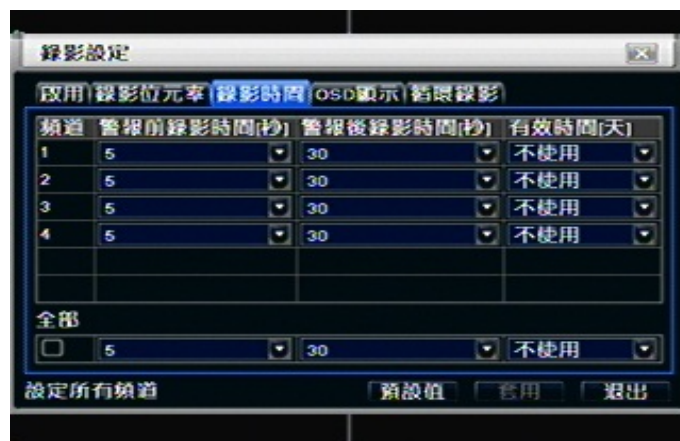 錄影設定
啟用 錄影位元率 錄影時間 OSD顯示 循環錄影
頻道 警報前錄影時間[秒] 警報後錄影時間[秒] 有效時間[天]
1 5 30 不使用
2 5 30 不使用
3 5 30 不使用
4 5 30 不使用
全部
5 30 不使用
設定所有頻道 預設值 套用 退出